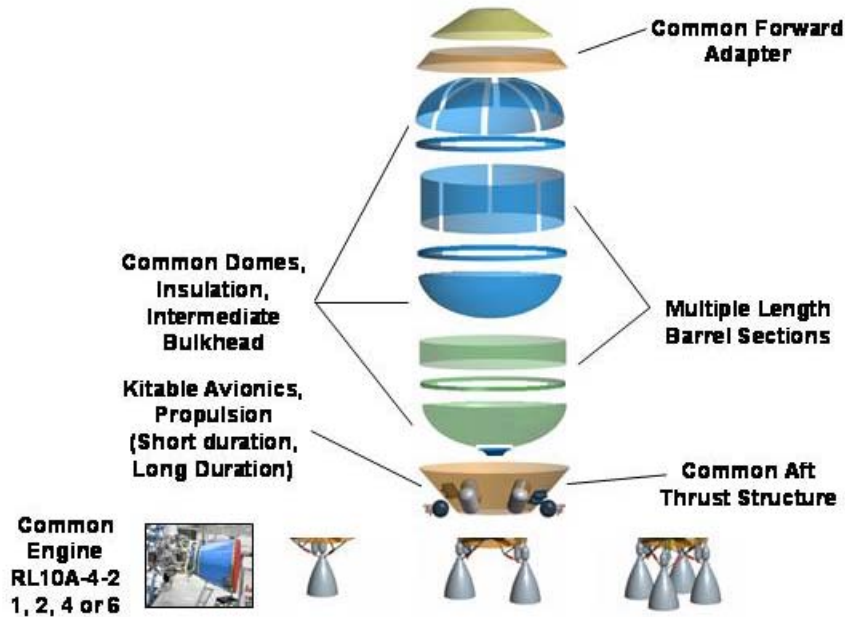 Common Forward
Adapter
Common Domes,
Insulation,
Intermediate
Bulkhead
Multiple Length
Barrel Sections
Kitable Avionics,
Propulsion
(Short duration,
Long Duration)
Common Aft
Thrust Structure
Common
Engine
RL10A-4-2
1, 2, 4 or 6